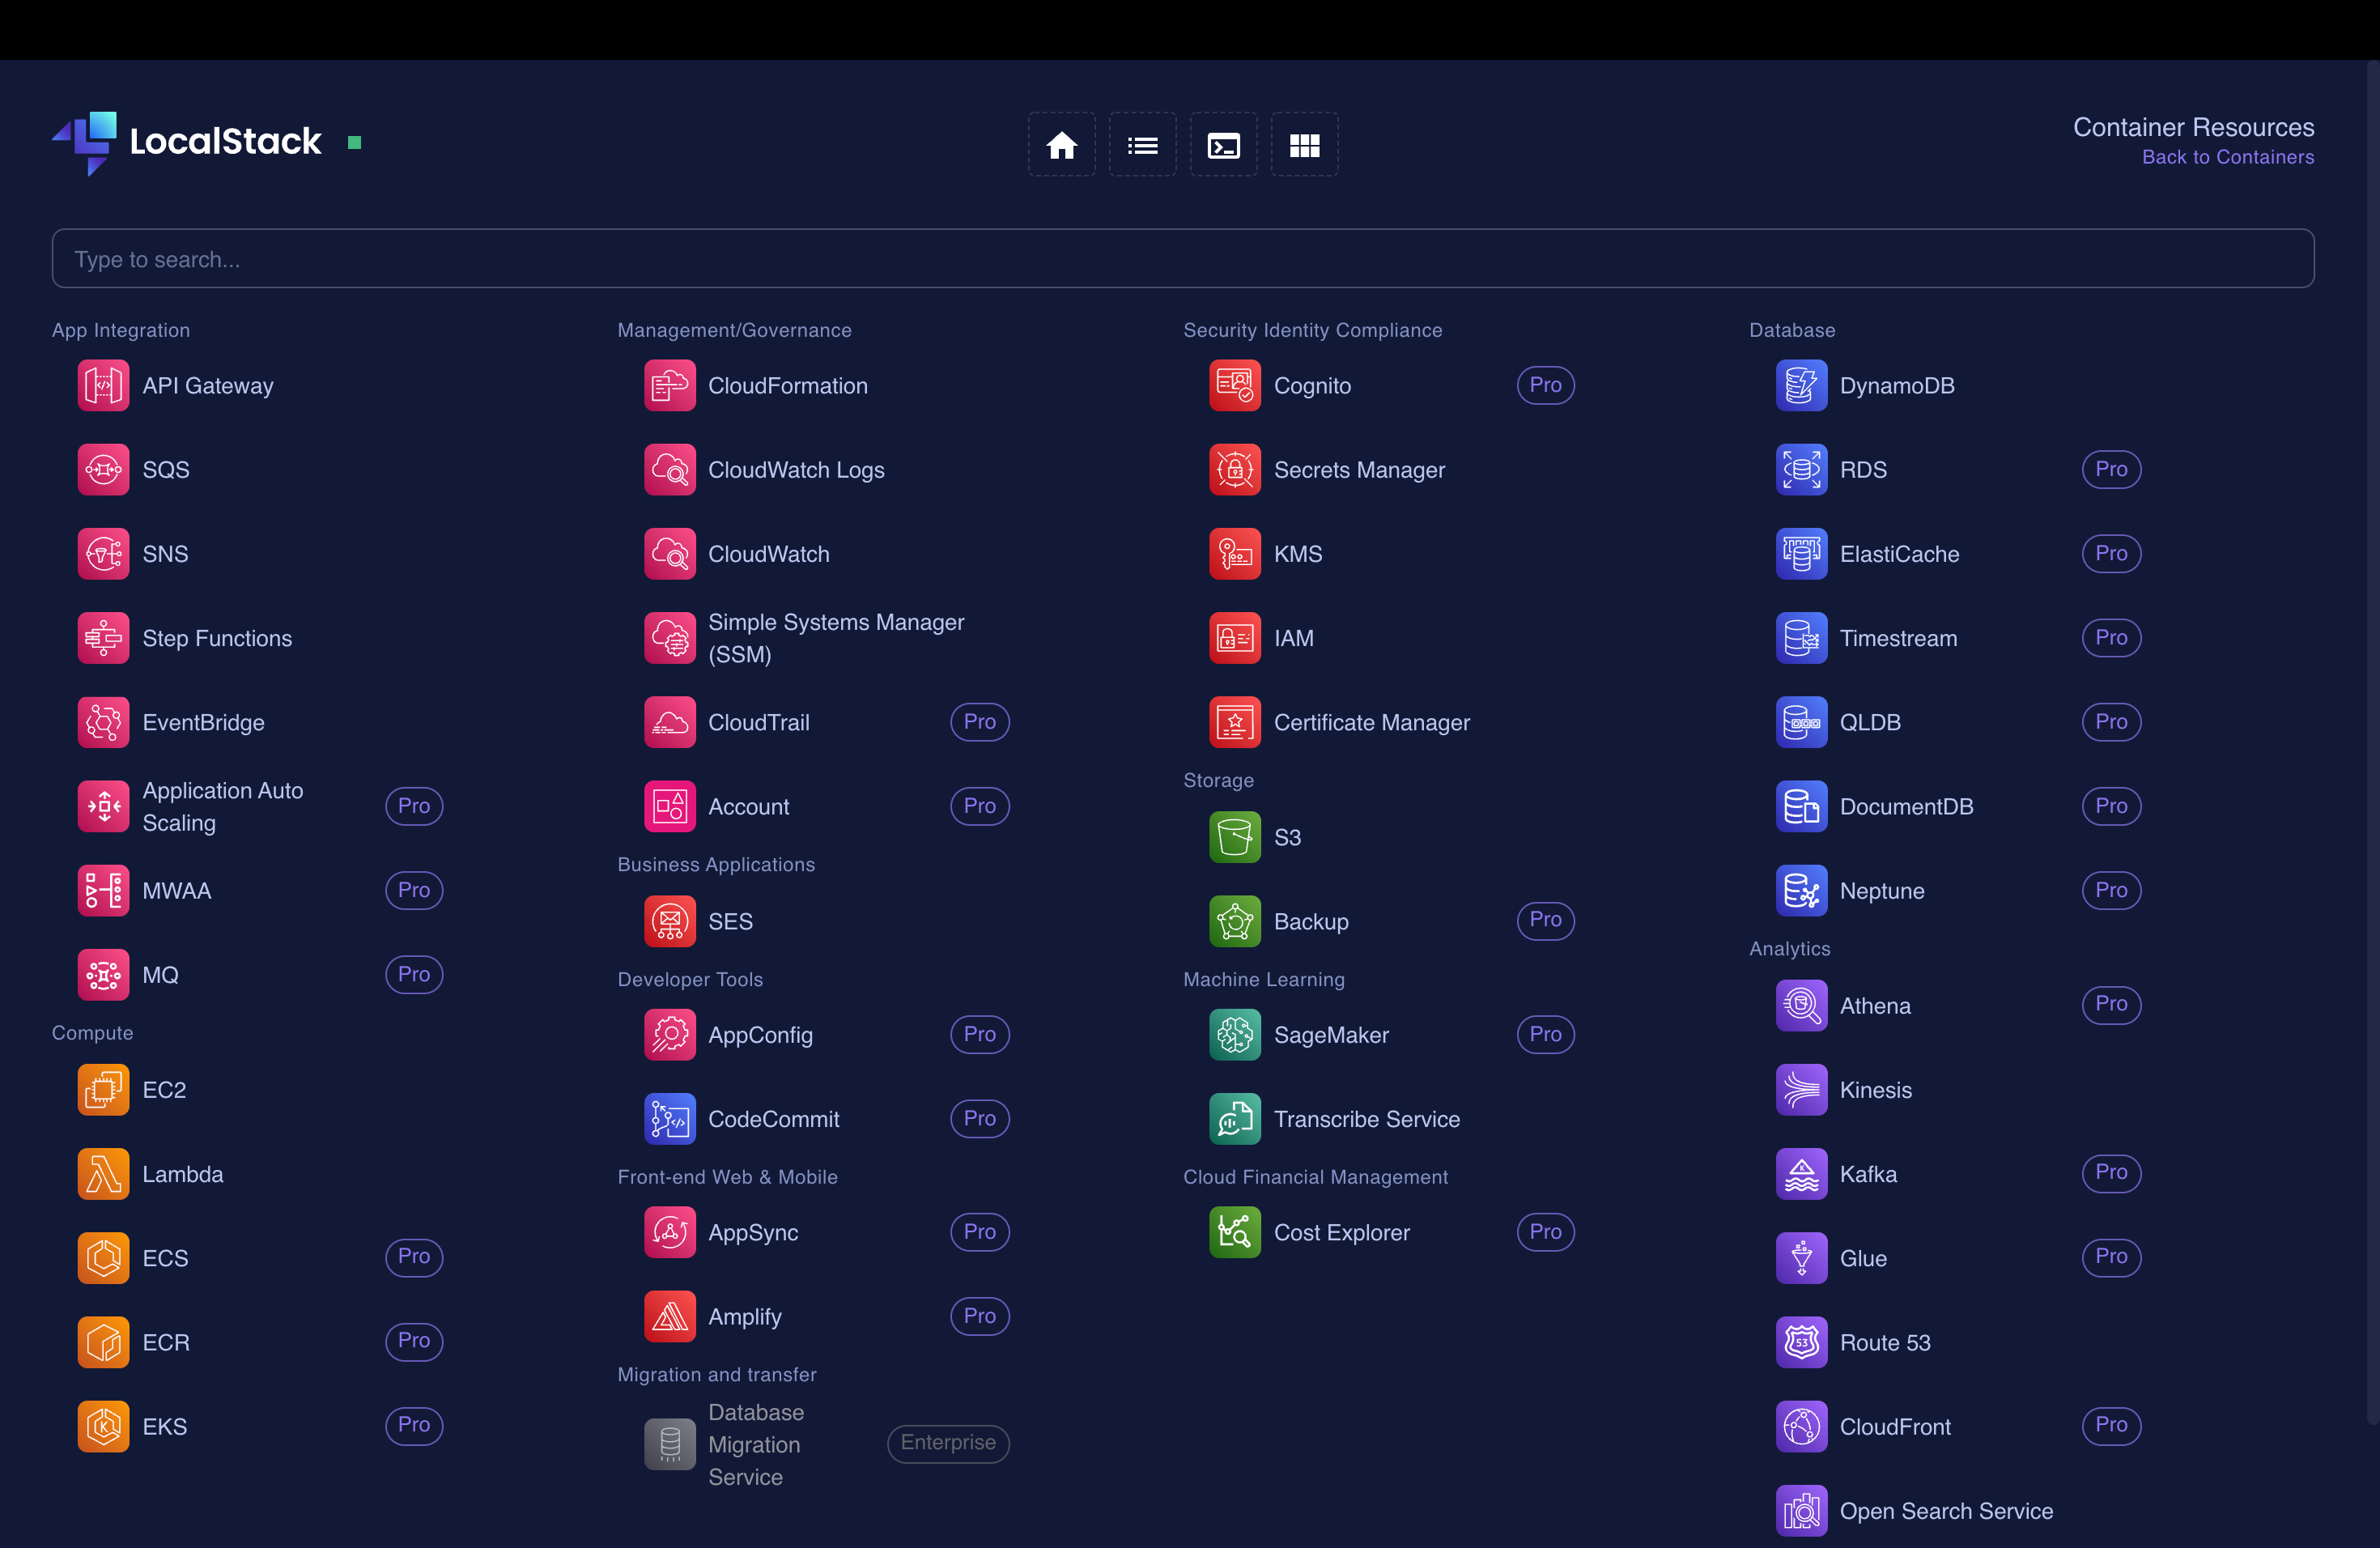 LocalStack
Container Resources
Back to Containers
Type to search...
App Integration
API Gateway
SQS
SNS
Step Functions
EventBridge
Application Auto
Scaling
Pro
MWAA
Pro
MQ
Pro
Compute
EC2
Lambda
ECS
Pro
ECR
Pro
EKS
Pro
Management/Governance
CloudFormation
CloudWatch Logs
CloudWatch
Simple Systems Manager
(SSM)
CloudTrail
Pro
Account
Pro
Business Applications
SES
Developer Tools
AppConfig
Pro
CodeCommit
Pro
Front-end Web & Mobile
AppSync
Pro
Amplify
Pro
Migration and transfer
Database
Migration
Service
Enterprise
Security Identity Compliance
Cognito
Pro
Secrets Manager
KMS
IAM
Certificate Manager
Storage
S3
Backup
Pro
Machine Learning
SageMaker
Pro
Transcribe Service
Cloud Financial Management
Cost Explorer
Pro
Database
DynamoDB
RDS
Pro
ElastiCache
Pro
Timestream
Pro
QLDB
Pro
DocumentDB
Pro
Neptune
Pro
Analytics
Athena
Pro
Kinesis
K
Kafka
Pro
Glue
Pro
53
Route 53
CloudFront
Pro
Open Search Service